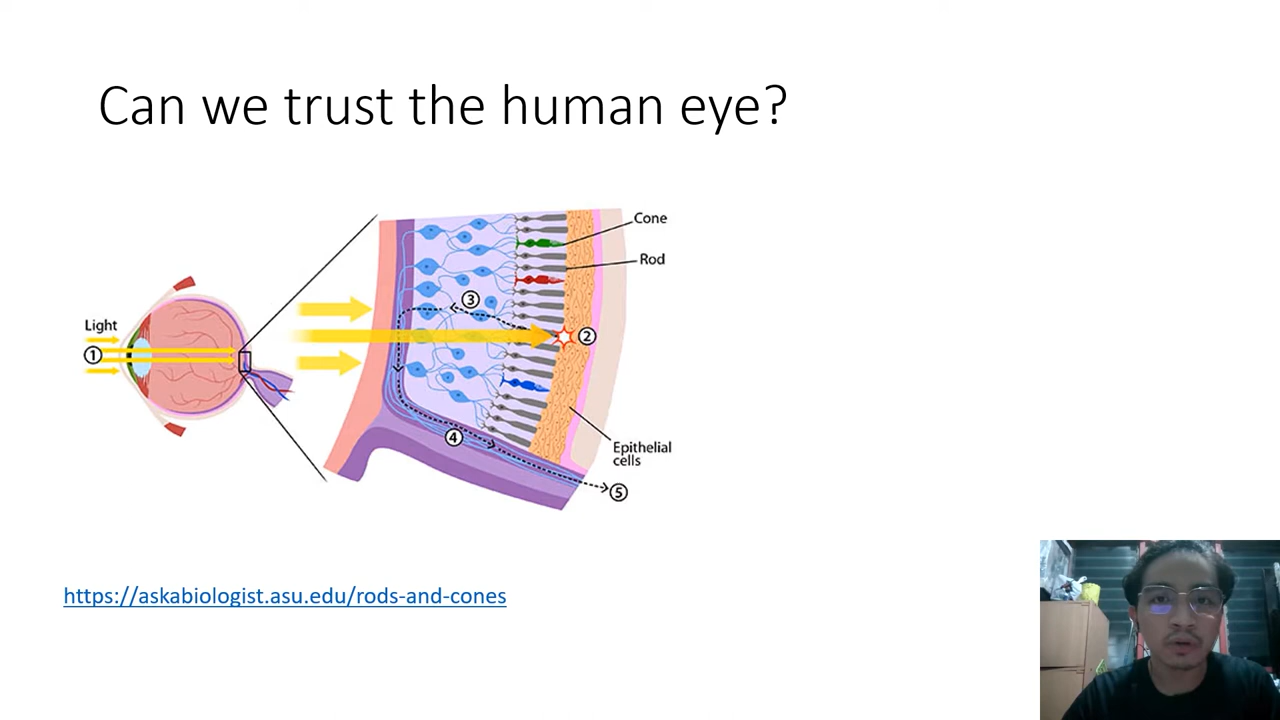 Can we trust the human eye?
Cone
Rod
Light
1
3
2
4
Epithelial
cells
5
https://askabiologist.asu.edu/rods-and-cones